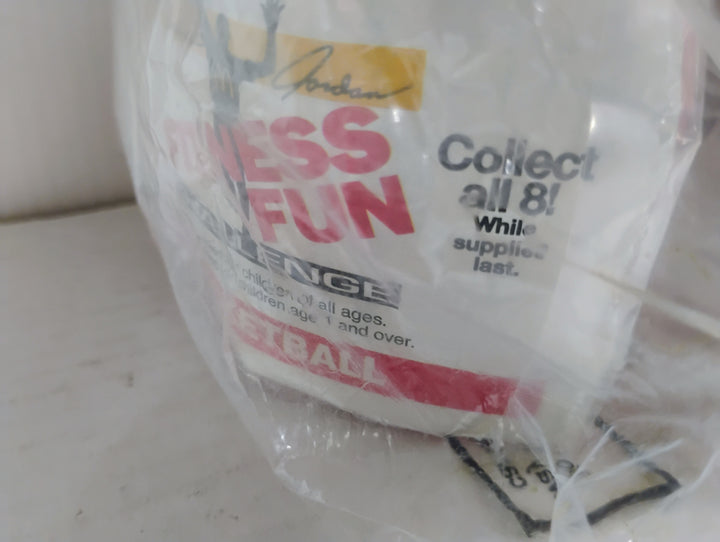 Jordan
FITNESS
FUN
CHALLENGE
children of all ages.
children age 1 and over.
ETBALL
Collect
all 8!
While
supplies
last.